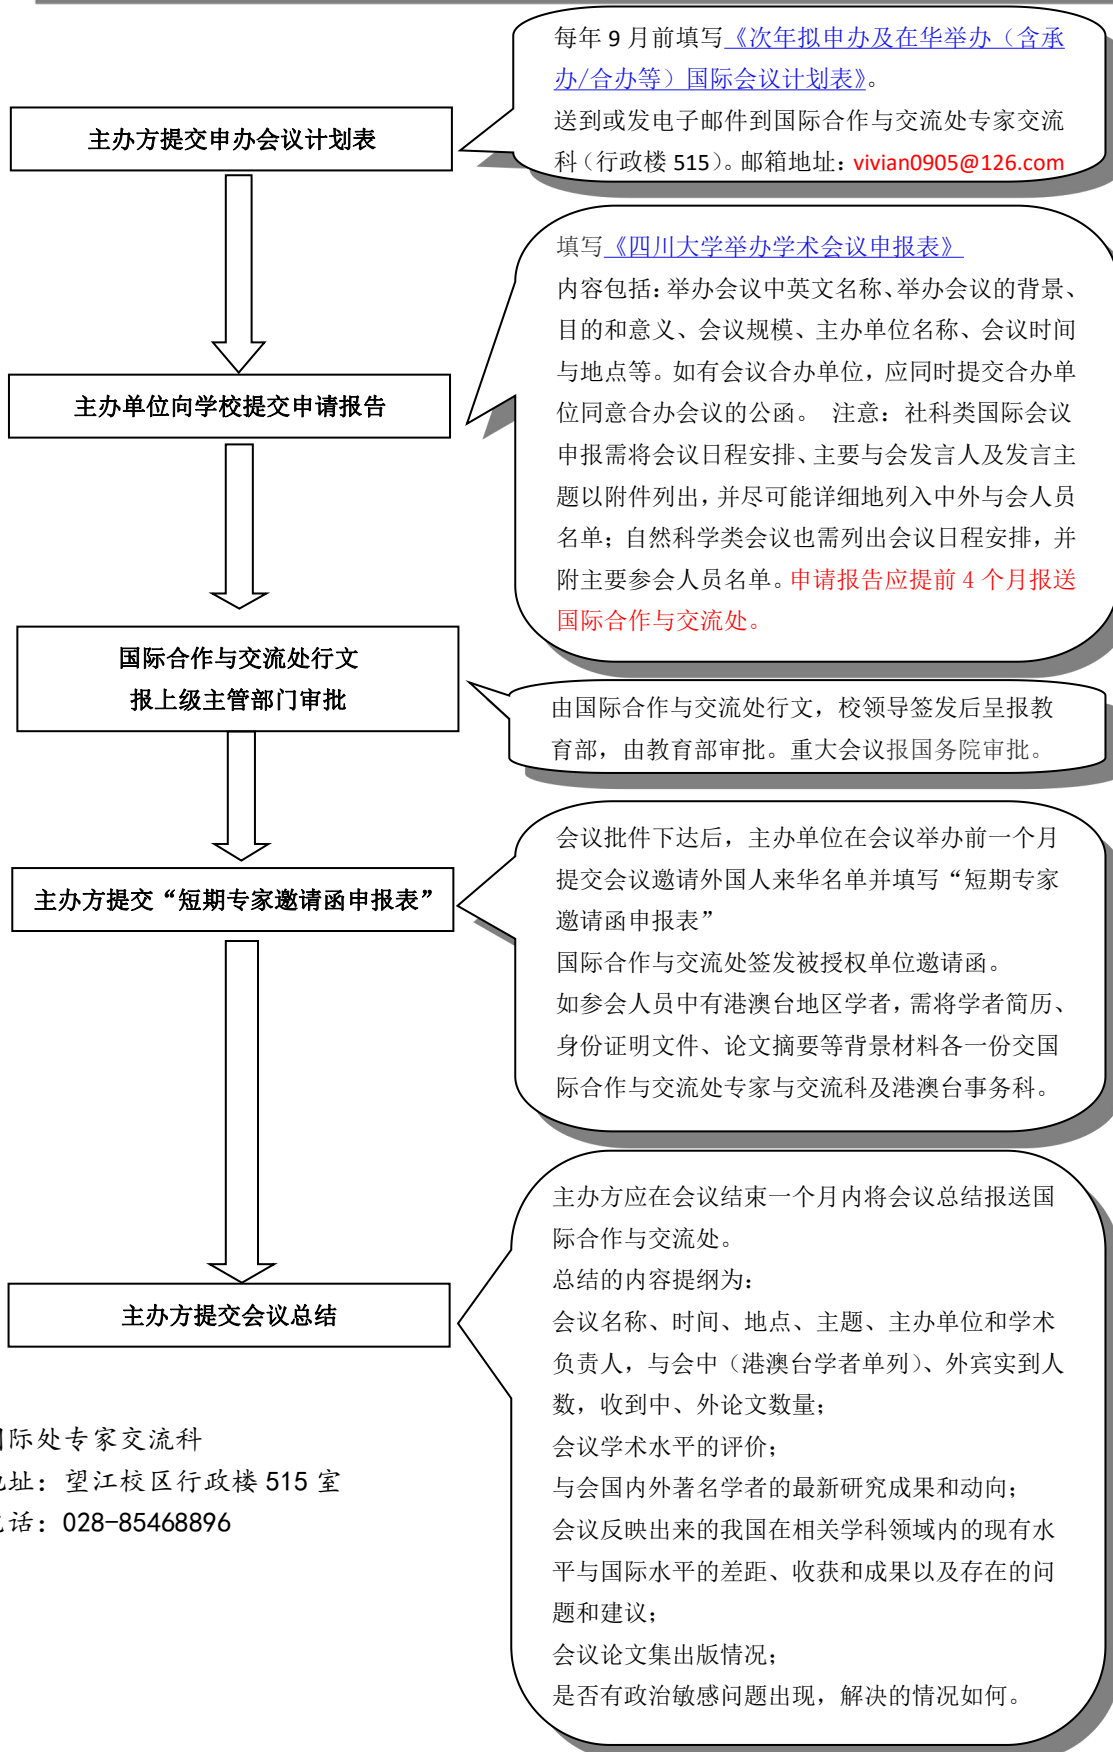 每年 9 月前填写《次年拟申办及在华举办（含承
办/合办等）国际会议计划表》。
送到或发电子邮件到国际合作与交流处专家交流
科（行政楼 515）。邮箱地址：vivian0905@126.com
主办方提交申办会议计划表
填写《四川大学举办学术会议申报表》
内容包括：举办会议中英文名称、举办会议的背景、
目的和意义、会议规模、主办单位名称、会议时间
与地点等。如有会议合办单位，应同时提交合办单
位同意合办会议的公函。 注意：社科类国际会议
申报需将会议日程安排、主要与会发言人及发言主
题以附件列出，并尽可能详细地列入中外与会人员
名单；自然科学类会议也需列出会议日程安排，并
附主要参会人员名单。申请报告应提前 4 个月报送
国际合作与交流处。
主办单位向学校提交申请报告
国际合作与交流处行文
报上级主管部门审批
由国际合作与交流处行文，校领导签发后呈报教
育部，由教育部审批。重大会议报国务院审批。
主办方提交“短期专家邀请函申报表”
会议批件下达后，主办单位在会议举办前一个月
提交会议邀请外国人来华名单并填写“短期专家
邀请函申报表”
国际合作与交流处签发被授权单位邀请函。
如参会人员中有港澳台地区学者，需将学者简历、
身份证明文件、论文摘要等背景材料各一份交国
际合作与交流处专家与交流科及港澳台事务科。
主办方提交会议总结
主办方应在会议结束一个月内将会议总结报送国
际合作与交流处。
总结的内容提纲为：
会议名称、时间、地点、主题、主办单位和学术
负责人，与会中（港澳台学者单列）、外宾实到人
数，收到中、外论文数量；
会议学术水平的评价；
与会国内外著名学者的最新研究成果和动向；
会议反映出来的我国在相关学科领域内的现有水
平与国际水平的差距、收获和成果以及存在的问
题和建议；
会议论文集出版情况；
是否有政治敏感问题出现，解决的情况如何。
国际处专家交流科
地址：望江校区行政楼 515 室
电话：028-85468896